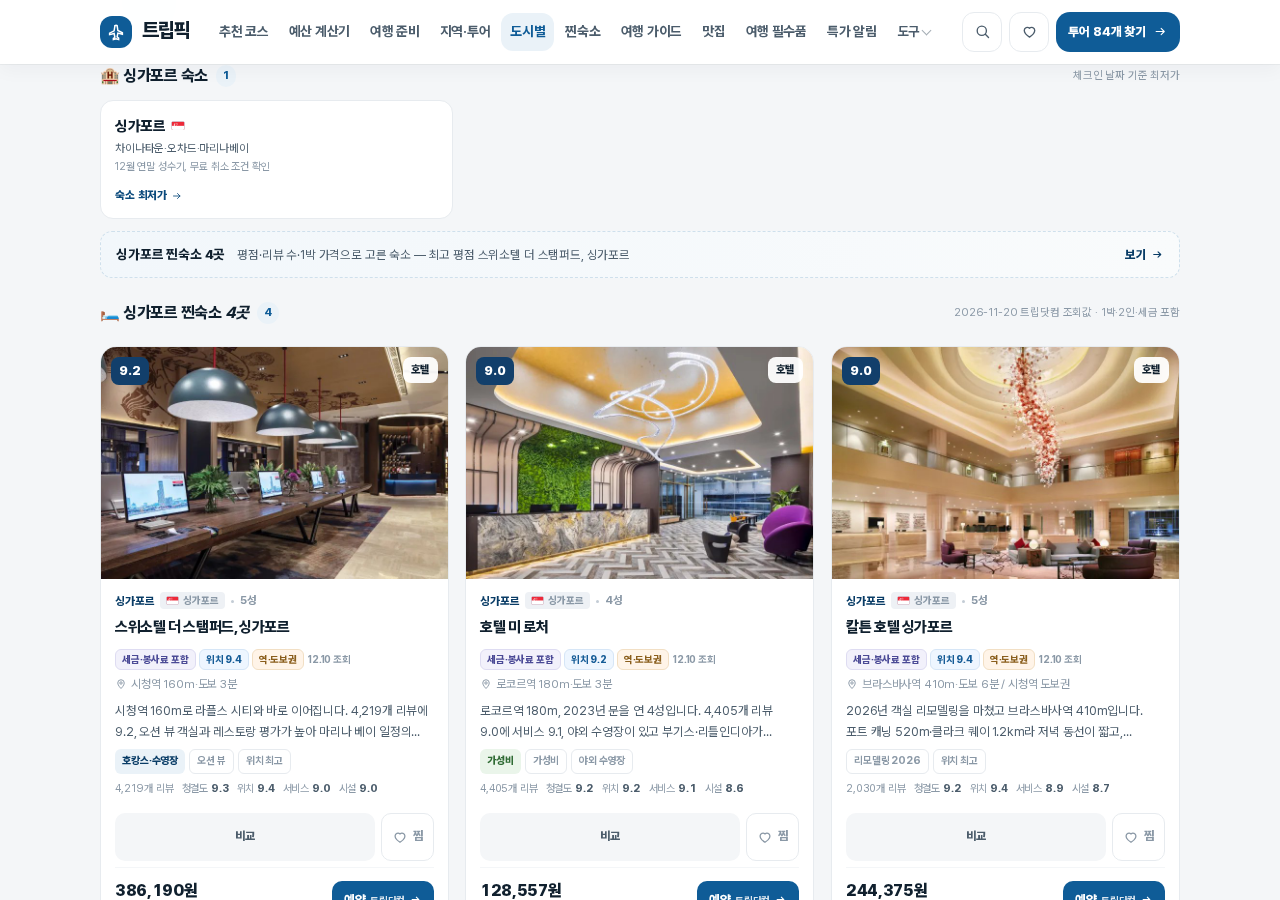 트립픽 추천 코스 예산 계산기 여행 준비 지역·투어 도시별 찐숙소 여행 가이드 맛집 여행 필수품 특가 알림 도구 투어 84개 찾기 →
🏨 싱가포르 숙소 1 체크인 날짜 기준 최저가
싱가포르 🇸🇬
차이나타운·오차드·마리나베이
12월 연말 성수기, 무료 취소 조건 확인
숙소 최저가 →
싱가포르 찐숙소 4곳 평점·리뷰 수·1박 가격으로 고른 숙소 — 최고 평점 스위소텔 더 스탬퍼드, 싱가포르 보기 →
🛏️ 싱가포르 찐숙소 4곳 4 2026-11-20 트립닷컴 조회값 · 1박·2인·세금 포함
9.2 호텔
싱가포르 🇸🇬 싱가포르 • 5성
스위소텔 더 스탬퍼드, 싱가포르
세금·봉사료 포함 위치 9.4 역·도보권 12.10 조회
시청역 160m·도보 3분
시청역 160m로 라플스 시티와 바로 이어집니다. 4,219개 리뷰에
9.2, 오션 뷰 객실과 레스토랑 평가가 높아 마리나 베이 일정의...
호캉스·수영장 오션 뷰 위치 최고
4,219개 리뷰 청결도 9.3 위치 9.4 서비스 9.0 시설 9.0
비교 찜
386,190원 예약 트립닷컴 →
9.0 호텔
싱가포르 🇸🇬 싱가포르 • 4성
호텔 미 로처
세금·봉사료 포함 위치 9.2 역·도보권 12.10 조회
로코르역 180m·도보 3분
로코르역 180m, 2023년 문을 연 4성입니다. 4,405개 리뷰
9.0에 서비스 9.1, 야외 수영장이 있고 부기스·리틀인디아가...
가성비 가성비 야외 수영장
4,405개 리뷰 청결도 9.2 위치 9.2 서비스 9.1 시설 8.6
비교 찜
128,557원 예약 트립닷컴 →
9.0 호텔
싱가포르 🇸🇬 싱가포르 • 5성
칼튼 호텔 싱가포르
세금·봉사료 포함 위치 9.4 역·도보권 12.10 조회
브라스바사역 410m·도보 6분 / 시청역 도보권
2026년 객실 리모델링을 마쳤고 브라스바사역 410m입니다.
포트 캐닝 520m·클라크 퀘이 1.2km라 저녁 동선이 짧고,...
리모델링 2026 위치 최고
2,030개 리뷰 청결도 9.2 위치 9.4 서비스 8.9 시설 8.7
비교 찜
244,375원 예약 트립닷컴 →